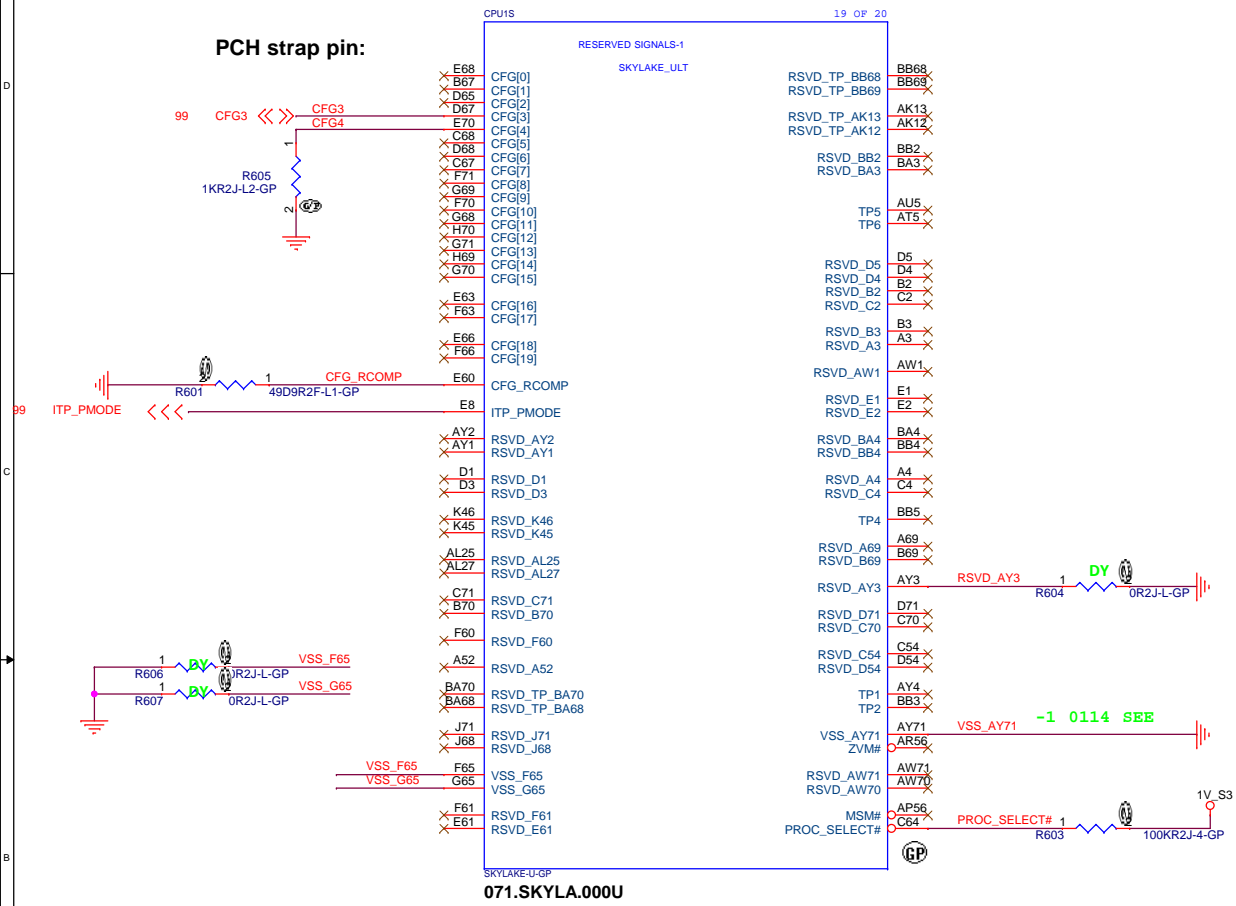 CPU1S
19 OF 20
PCH strap pin:
RESERVED SIGNALS-1
SKYLAKE_ULT
D
99 CFG3
CFG3
CFG4
1
R605
1KR2J-L2-GP
2
E68 CFG[0]
B67 CFG[1]
D65 CFG[2]
D67 CFG[3]
E70 CFG[4]
C68 CFG[5]
D68 CFG[6]
C67 CFG[7]
F71 CFG[8]
G69 CFG[9]
F70 CFG[10]
G68 CFG[11]
H70 CFG[12]
G71 CFG[13]
H69 CFG[14]
G70 CFG[15]
E63 CFG[16]
F63 CFG[17]
E66 CFG[18]
F66 CFG[19]
2
1
CFG_RCOMP
E60 CFG_RCOMP
R601
49D9R2F-L1-GP
99 ITP_PMODE
E8 ITP_PMODE
AY2 RSVD_AY2
AY1 RSVD_AY1
C
D1 RSVD_D1
D3 RSVD_D3
K46 RSVD_K46
K45 RSVD_K45
AL25 RSVD_AL25
AL27 RSVD_AL27
C71 RSVD_C71
B70 RSVD_B70
F60 RSVD_F60
A52 RSVD_A52
BA70 RSVD_TP_BA70
BA68 RSVD_TP_BA68
J71 RSVD_J71
J68 RSVD_J68
VSS_F65 F65 VSS_F65
VSS_G65 G65 VSS_G65
F61 RSVD_F61
E61 RSVD_E61
1 DY 2 VSS_F65
R606 0R2J-L-GP
1 DY 2 VSS_G65
R607 0R2J-L-GP
RSVD_TP_BB68 BB68
RSVD_TP_BB69 BB69
RSVD_TP_AK13 AK13
RSVD_TP_AK12 AK12
RSVD_BB2 BB2
RSVD_BA3 BA3
TP5 AU5
TP6 AT5
RSVD_D5 D5
RSVD_D4 D4
RSVD_B2 B2
RSVD_C2 C2
RSVD_B3 B3
RSVD_A3 A3
RSVD_AW1 AW1
RSVD_E1 E1
RSVD_E2 E2
RSVD_BA4 BA4
RSVD_BB4 BB4
RSVD_A4 A4
RSVD_C4 C4
TP4 BB5
RSVD_A69 A69
RSVD_B69 B69
RSVD_AY3 AY3 RSVD_AY3 1 DY 2
R604 0R2J-L-GP
RSVD_D71 D71
RSVD_C70 C70
RSVD_C54 C54
RSVD_D54 D54
TP1 AY4
TP2 BB3
-1 0114 SEE
VSS_AY71 AY71 VSS_AY71
ZVM# AR56
RSVD_AW71 AW71
RSVD_AW70 AW70
1V_S3
MSM# AP56
PROC_SELECT# C64 PROC_SELECT# 1 2
R603 100KR2J-4-GP
B
GP
SKYLAKE-U-GP
071.SKYLA.000U